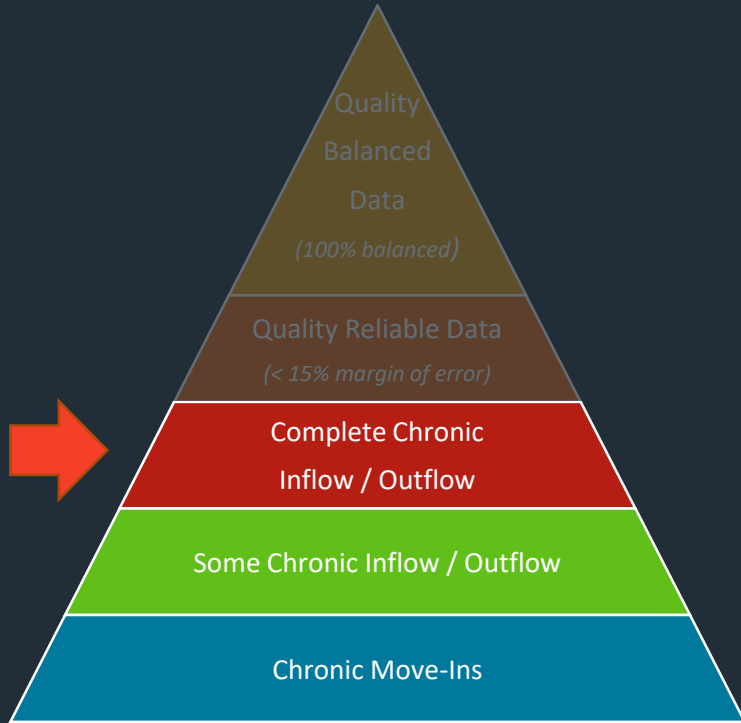 Quality
Balanced
Data
(100% balanced)
Quality Reliable Data
(< 15% margin of error)
Complete Chronic
Inflow / Outflow
Some Chronic Inflow / Outflow
Chronic Move-Ins